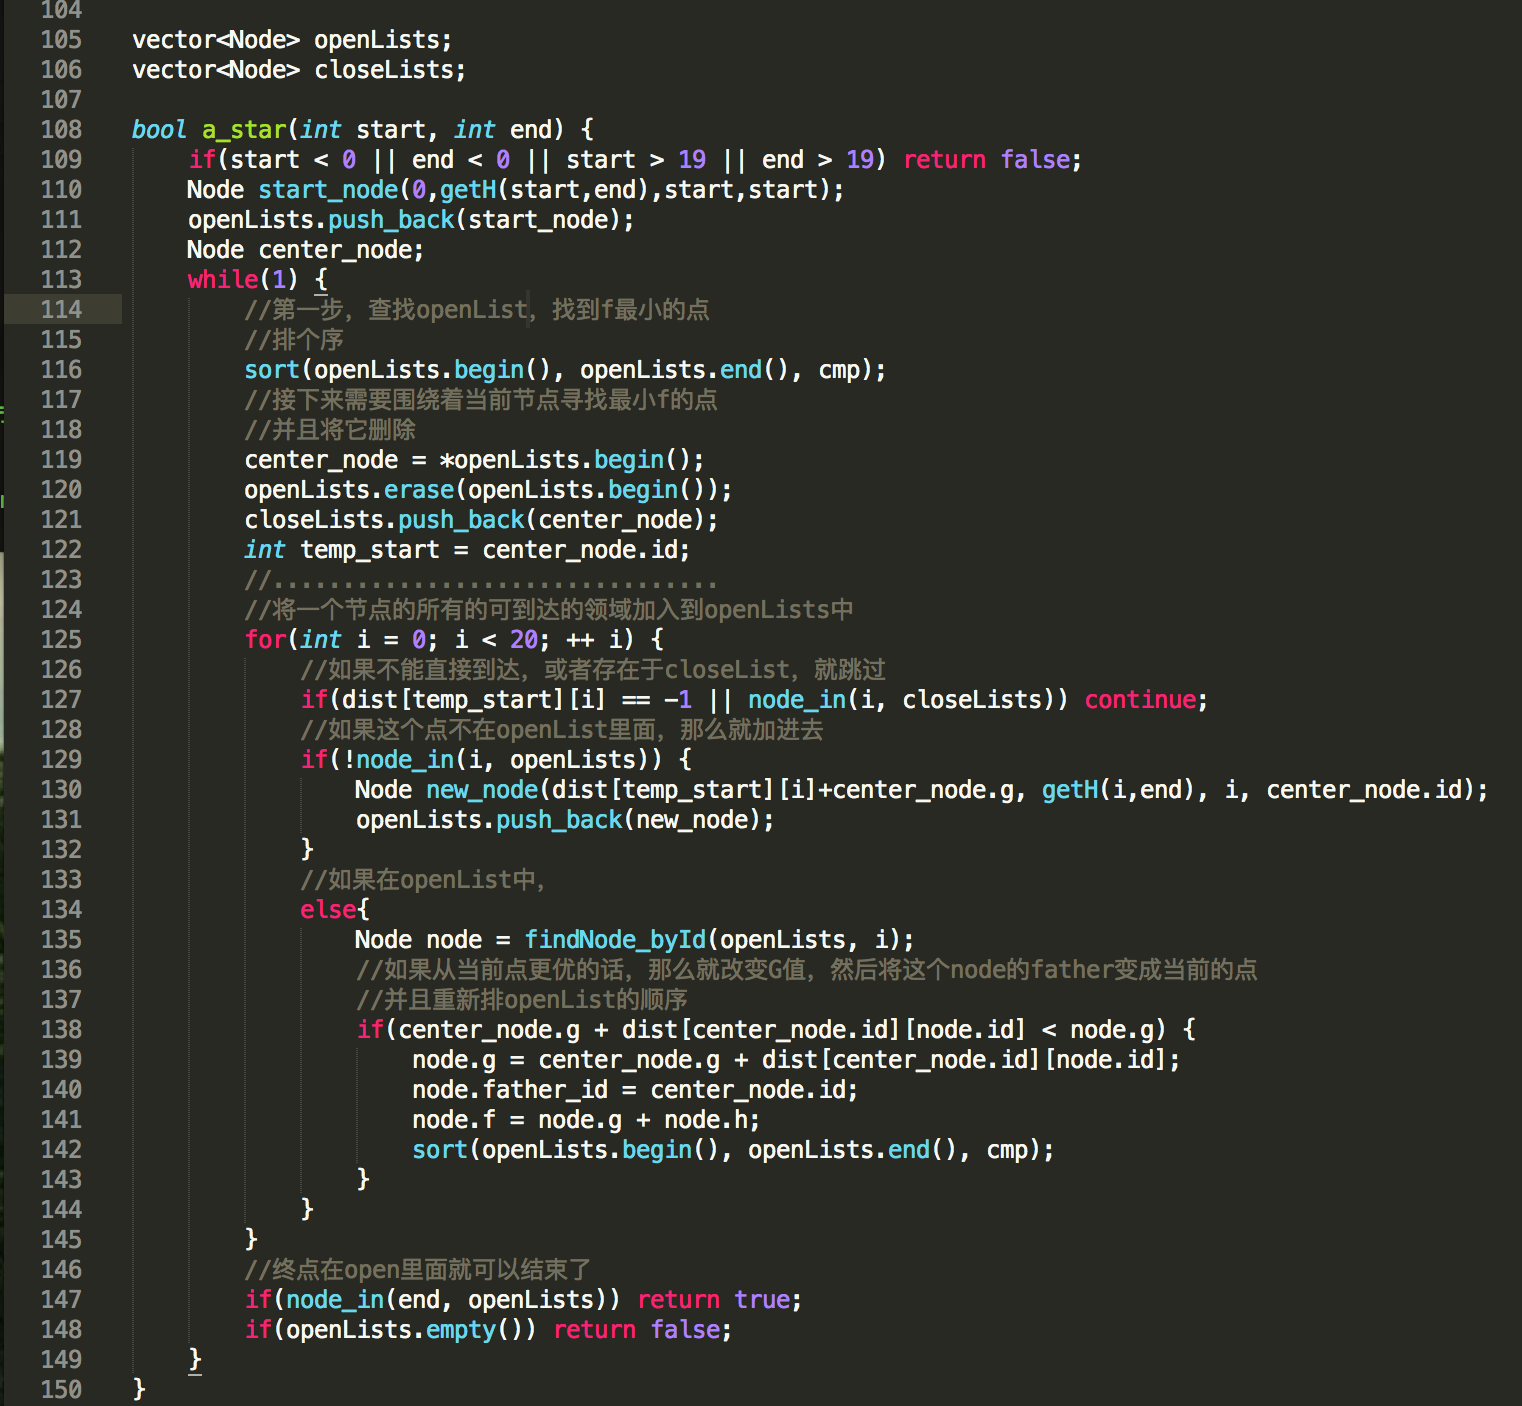 104
105 vector<Node> openLists;
106 vector<Node> closeLists;
107
108 bool a_star(int start, int end) {
109 if(start < 0 || end < 0 || start > 19 || end > 19) return false;
110 Node start_node(0,getH(start,end),start,start);
111 openLists.push_back(start_node);
112 Node center_node;
113 while(1) {
114 //第一步，查找openList，找到f最小的点
115 //排个序
116 sort(openLists.begin(), openLists.end(), cmp);
117 //接下来需要围绕着当前节点寻找最小f的点
118 //并且将它删除
119 center_node = *openLists.begin();
120 openLists.erase(openLists.begin());
121 closeLists.push_back(center_node);
122 int temp_start = center_node.id;
123 //................................
124 //将一个节点的所有的可到达的领域加入到openLists中
125 for(int i = 0; i < 20; ++ i) {
126 //如果不能直接到达，或者存在于closeList，就跳过
127 if(dist[temp_start][i] == -1 || node_in(i, closeLists)) continue;
128 //如果这个点不在openList里面，那么就加进去
129 if(!node_in(i, openLists)) {
130 Node new_node(dist[temp_start][i]+center_node.g, getH(i,end), i, center_node.id);
131 openLists.push_back(new_node);
132 }
133 //如果在openList中，
134 else{
135 Node node = findNode_byId(openLists, i);
136 //如果从当前点更优的话，那么就改变G值，然后将这个node的father变成当前的点
137 //并且重新排openList的顺序
138 if(center_node.g + dist[center_node.id][node.id] < node.g) {
139 node.g = center_node.g + dist[center_node.id][node.id];
140 node.father_id = center_node.id;
141 node.f = node.g + node.h;
142 sort(openLists.begin(), openLists.end(), cmp);
143 }
144 }
145 }
146 //终点在open里面就可以结束了
147 if(node_in(end, openLists)) return true;
148 if(openLists.empty()) return false;
149 }
150 }